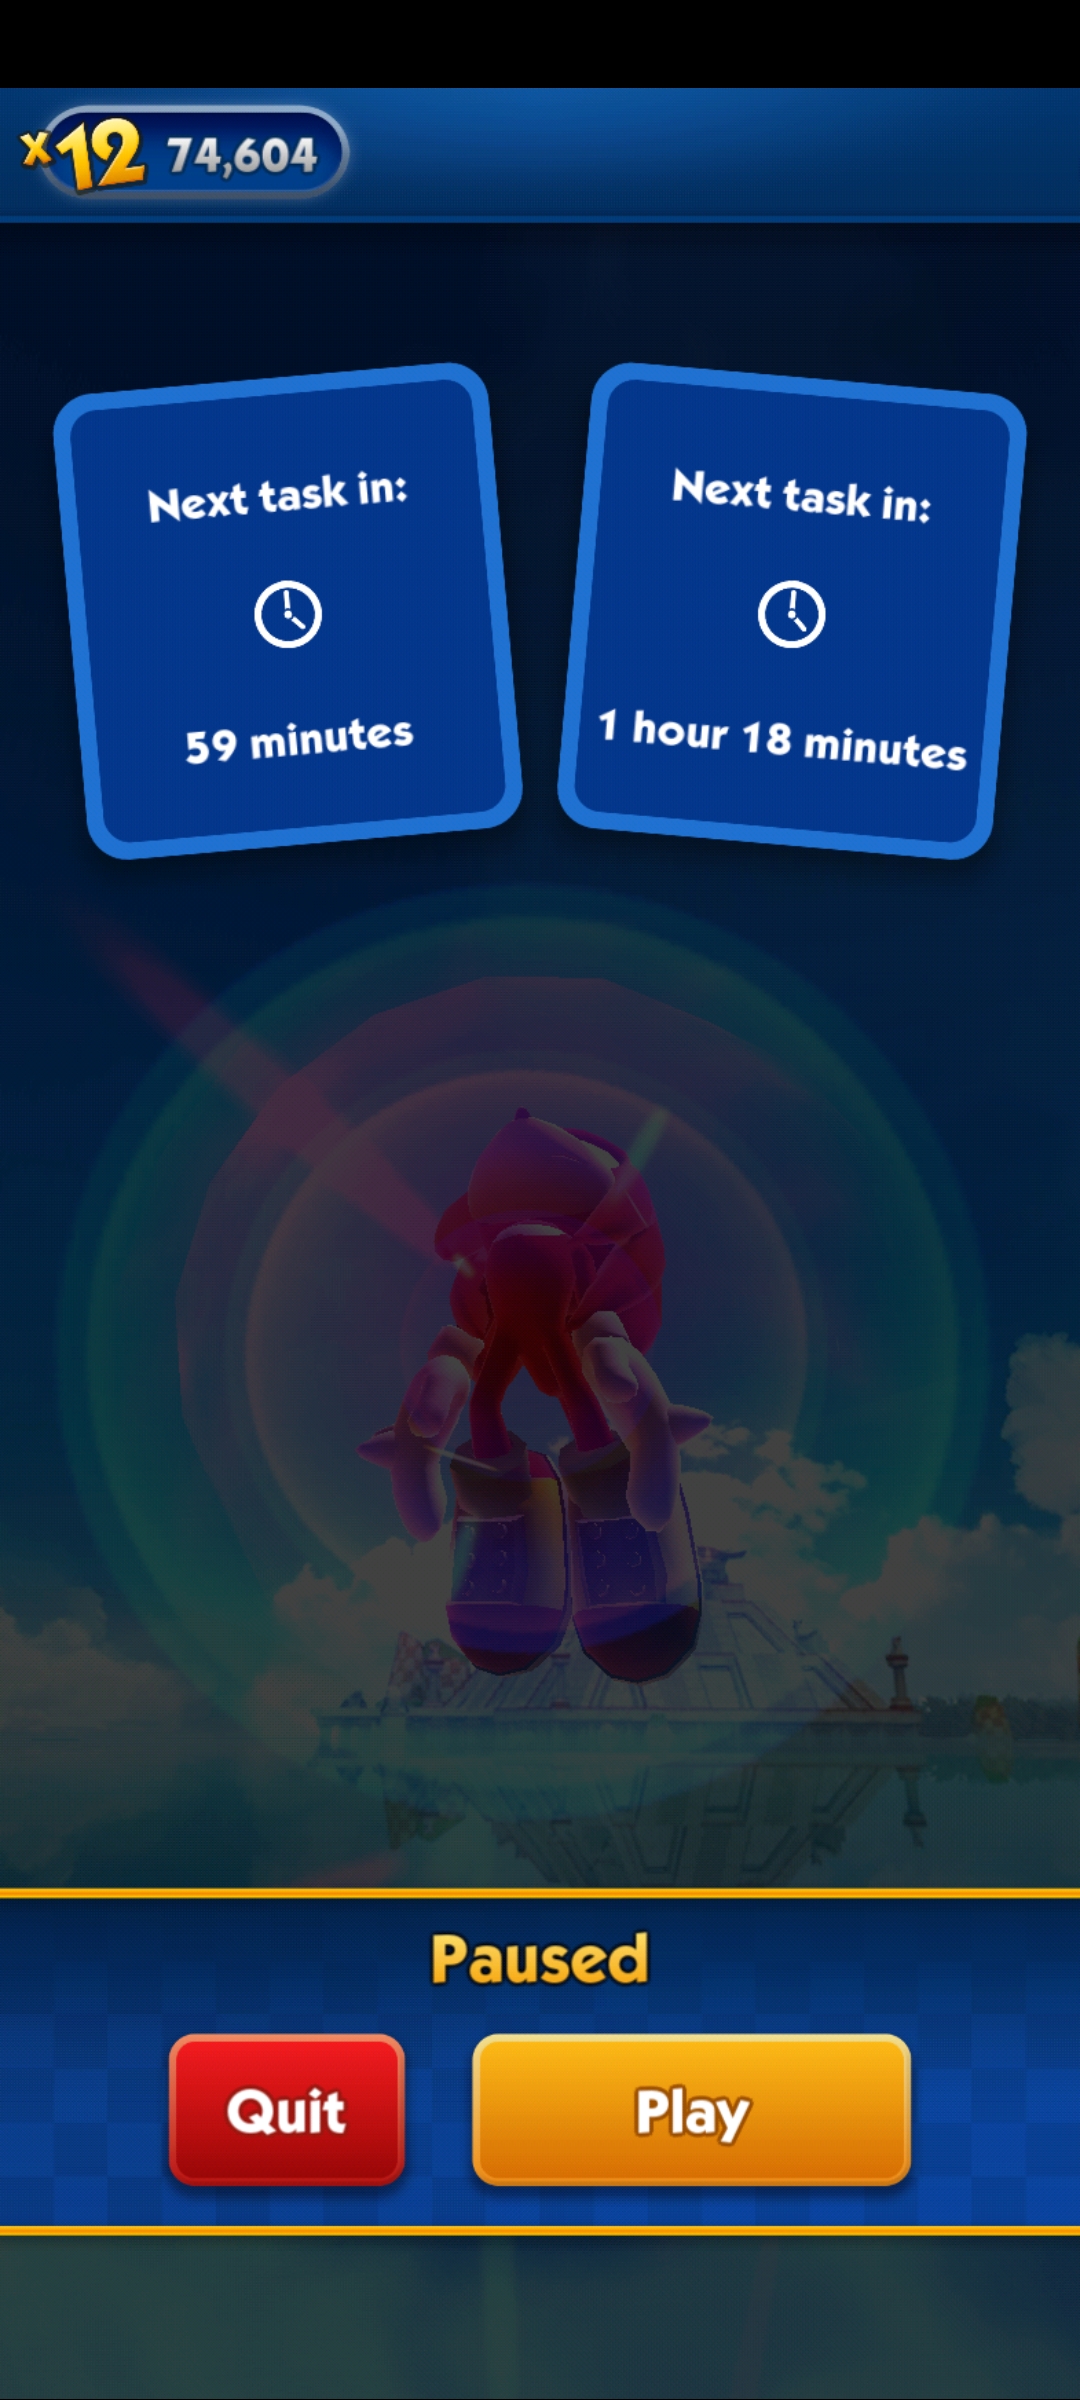 x12 74,604
Next task in:
59 minutes
Next task in:
1 hour 18 minutes
Paused
Quit
Play